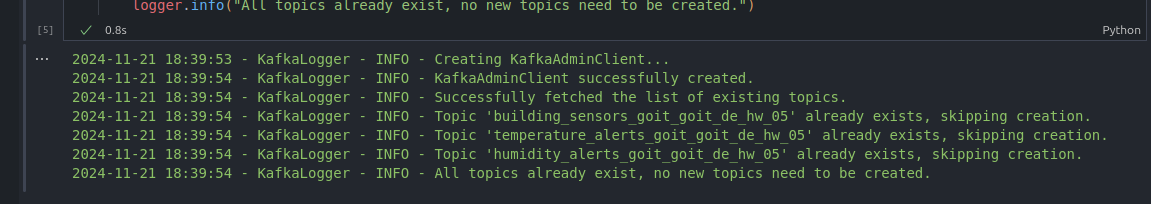 logger.info("All topics already exist, no new topics need to be created.")
[5] ✓ 0.8s Python
... 2024-11-21 18:39:53 - KafkaLogger - INFO - Creating KafkaAdminClient...
2024-11-21 18:39:54 - KafkaLogger - INFO - KafkaAdminClient successfully created.
2024-11-21 18:39:54 - KafkaLogger - INFO - Successfully fetched the list of existing topics.
2024-11-21 18:39:54 - KafkaLogger - INFO - Topic 'building_sensors_goit_goit_de_hw_05' already exists, skipping creation.
2024-11-21 18:39:54 - KafkaLogger - INFO - Topic 'temperature_alerts_goit_goit_de_hw_05' already exists, skipping creation.
2024-11-21 18:39:54 - KafkaLogger - INFO - Topic 'humidity_alerts_goit_goit_de_hw_05' already exists, skipping creation.
2024-11-21 18:39:54 - KafkaLogger - INFO - All topics already exist, no new topics need to be created.